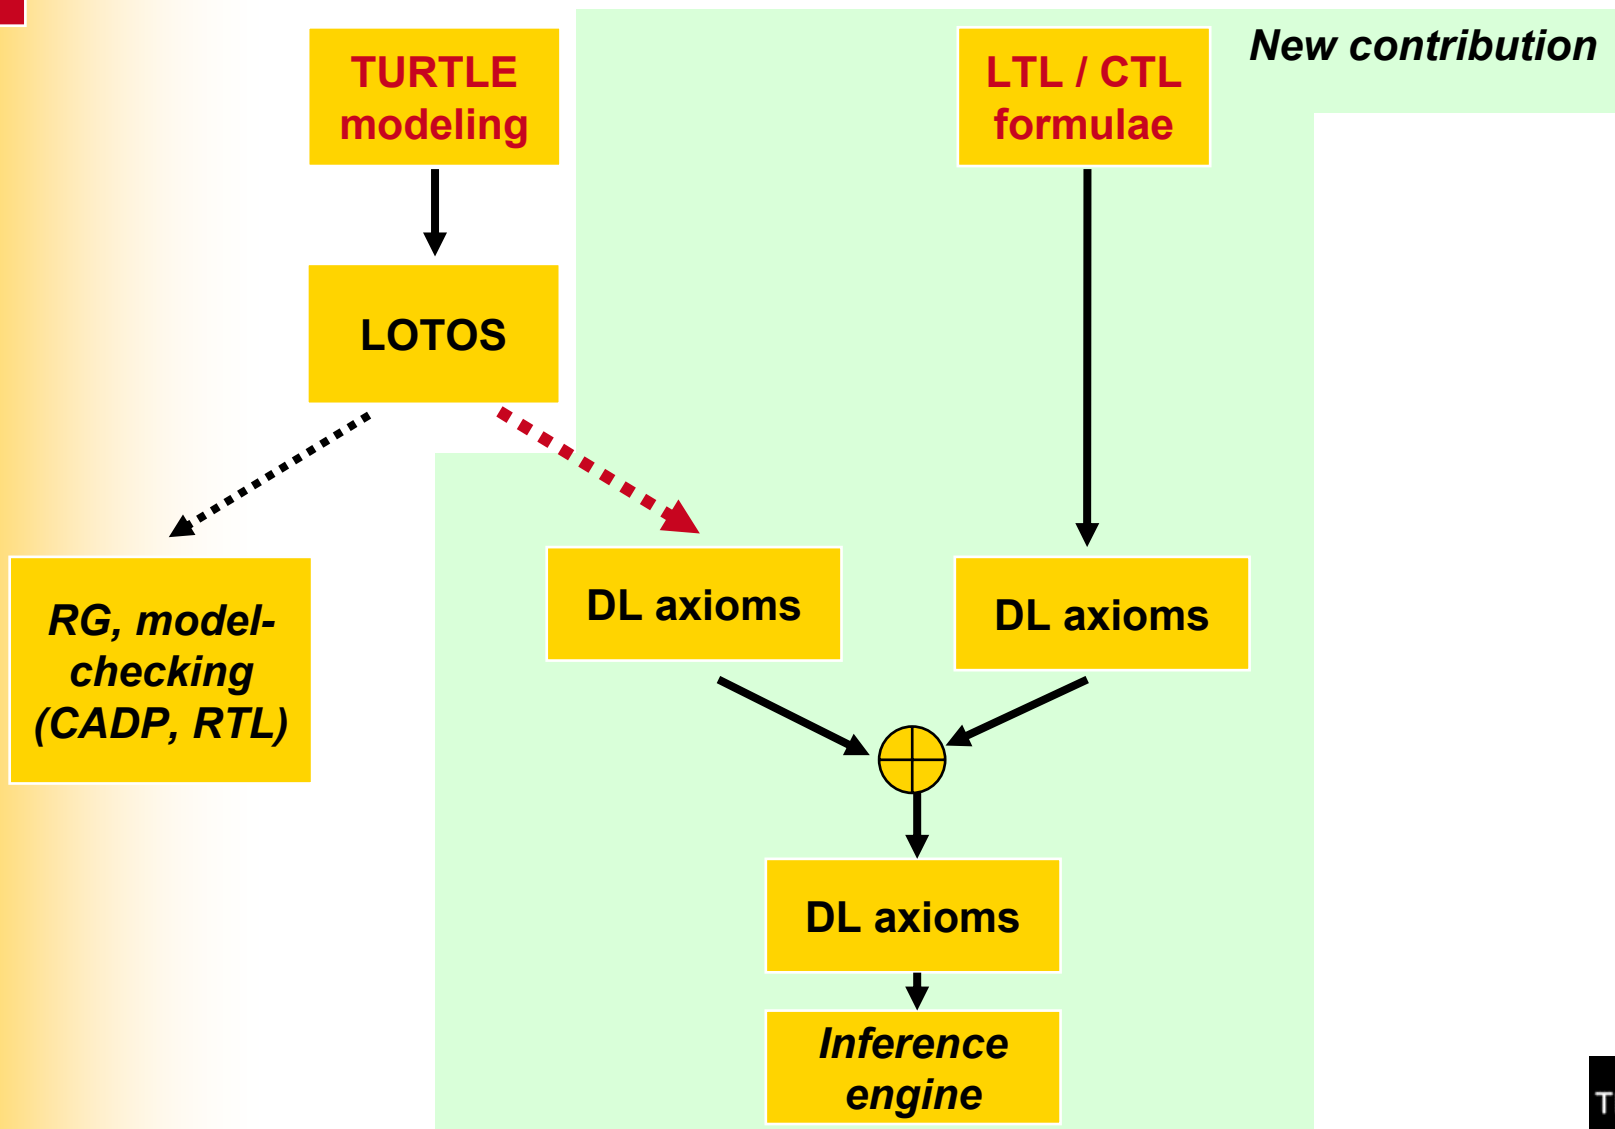 New contribution
TURTLE
modeling
LTL / CTL
formulae
LOTOS
RG, model-
checking
(CADP, RTL)
DL axioms
DL axioms
DL axioms
Inference
engine
T